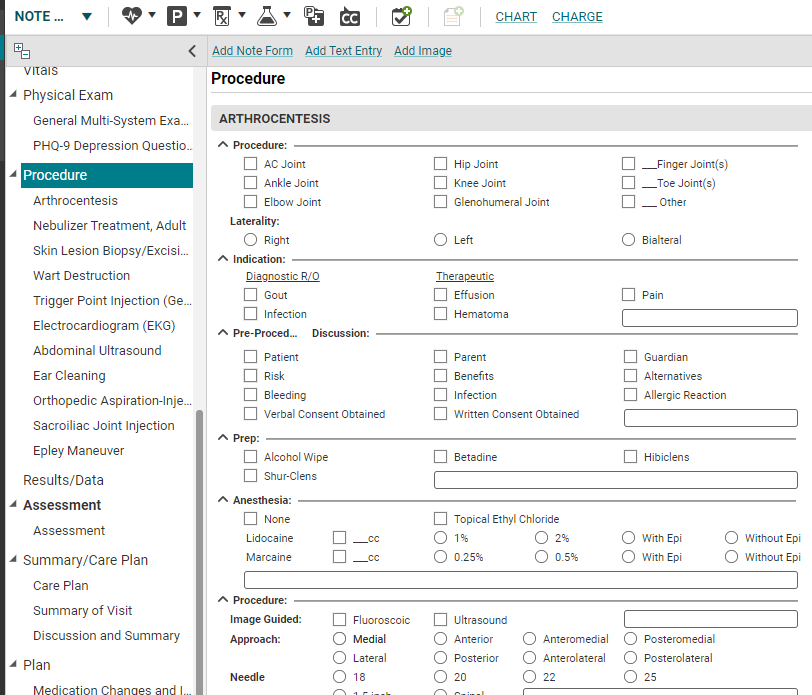 NOTE ...
P
CC
CHART
CHARGE
Add Note Form Add Text Entry Add Image
Vitals
Physical Exam
General Multi-System Exa...
PHQ-9 Depression Questio...
Procedure
Arthrocentesis
Nebulizer Treatment, Adult
Skin Lesion Biopsy/Excisi...
Wart Destruction
Trigger Point Injection (Ge...
Electrocardiogram (EKG)
Abdominal Ultrasound
Ear Cleaning
Orthopedic Aspiration-Inje...
Sacroiliac Joint Injection
Epley Maneuver
Results/Data
Assessment
Assessment
Summary/Care Plan
Care Plan
Summary of Visit
Discussion and Summary
Plan
Medication Changes and I...
Procedure
ARTHROCENTESIS
Procedure:
AC Joint Hip Joint ___Finger Joint(s)
Ankle Joint Knee Joint ___Toe Joint(s)
Elbow Joint Glenohumeral Joint ___ Other
Laterality:
Right Left Bialteral
Indication:
Diagnostic R/O Therapeutic
Gout Effusion Pain
Infection Hematoma
Pre-Proced... Discussion:
Patient Parent Guardian
Risk Benefits Alternatives
Bleeding Infection Allergic Reaction
Verbal Consent Obtained Written Consent Obtained
Prep:
Alcohol Wipe Betadine Hibiclens
Shur-Clens
Anesthesia:
None Topical Ethyl Chloride
Lidocaine ___cc 1% 2% With Epi Without Epi
Marcaine ___cc 0.25% 0.5% With Epi Without Epi
Procedure:
Image Guided: Fluoroscoic Ultrasound
Approach: Medial Anterior Anteromedial Posteromedial
Lateral Posterior Anterolateral Posterolateral
Needle 18 20 22 25
1.5 inch Spinal